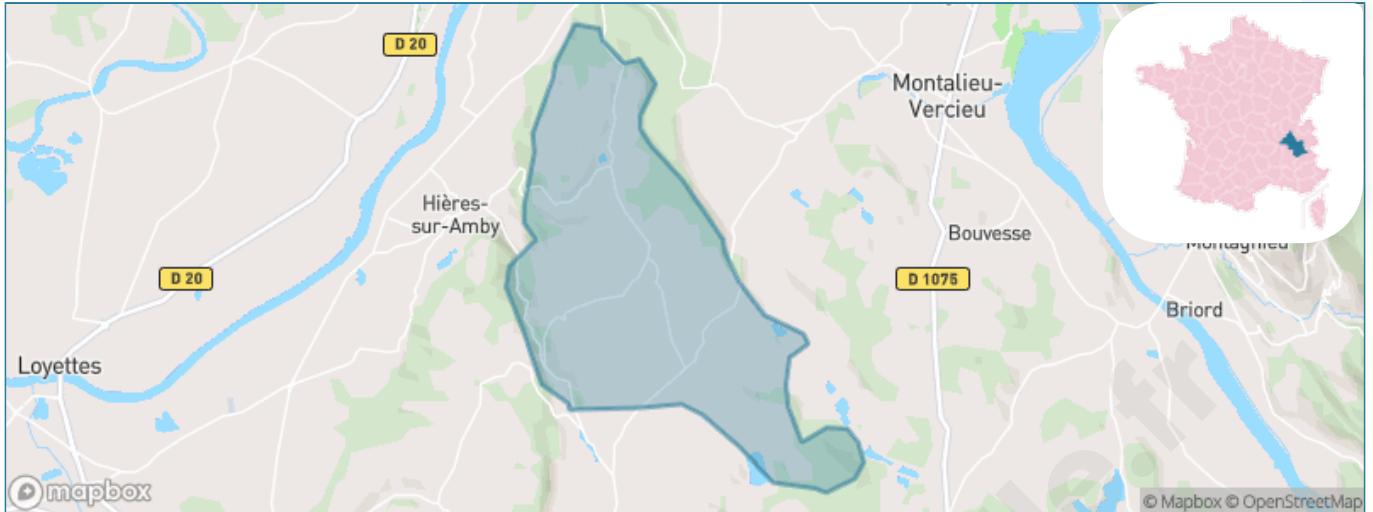 D 20
Montalieu-
Vercieu
Hières-
sur-Amby
Bouvesse
Montagnieu
D 20
D 1075
Briord
Loyettes
mapbox
© Mapbox © OpenStreetMap